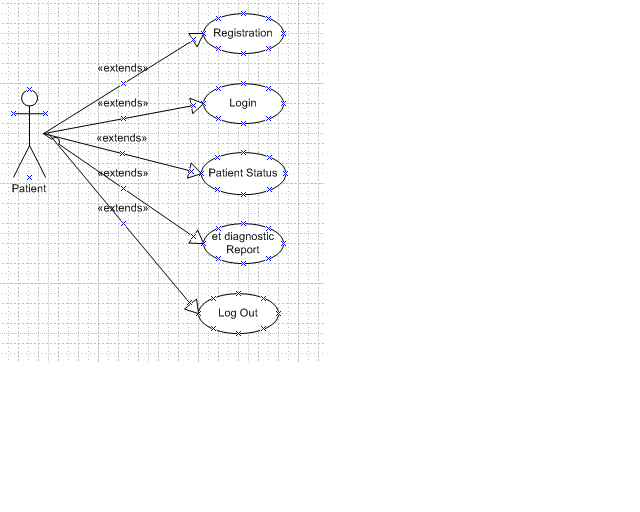 Registration
«extends»
«extends»
Login
«extends»
Patient Status
«extends»
Patient
«extends»
et diagnostic
Report
Log Out